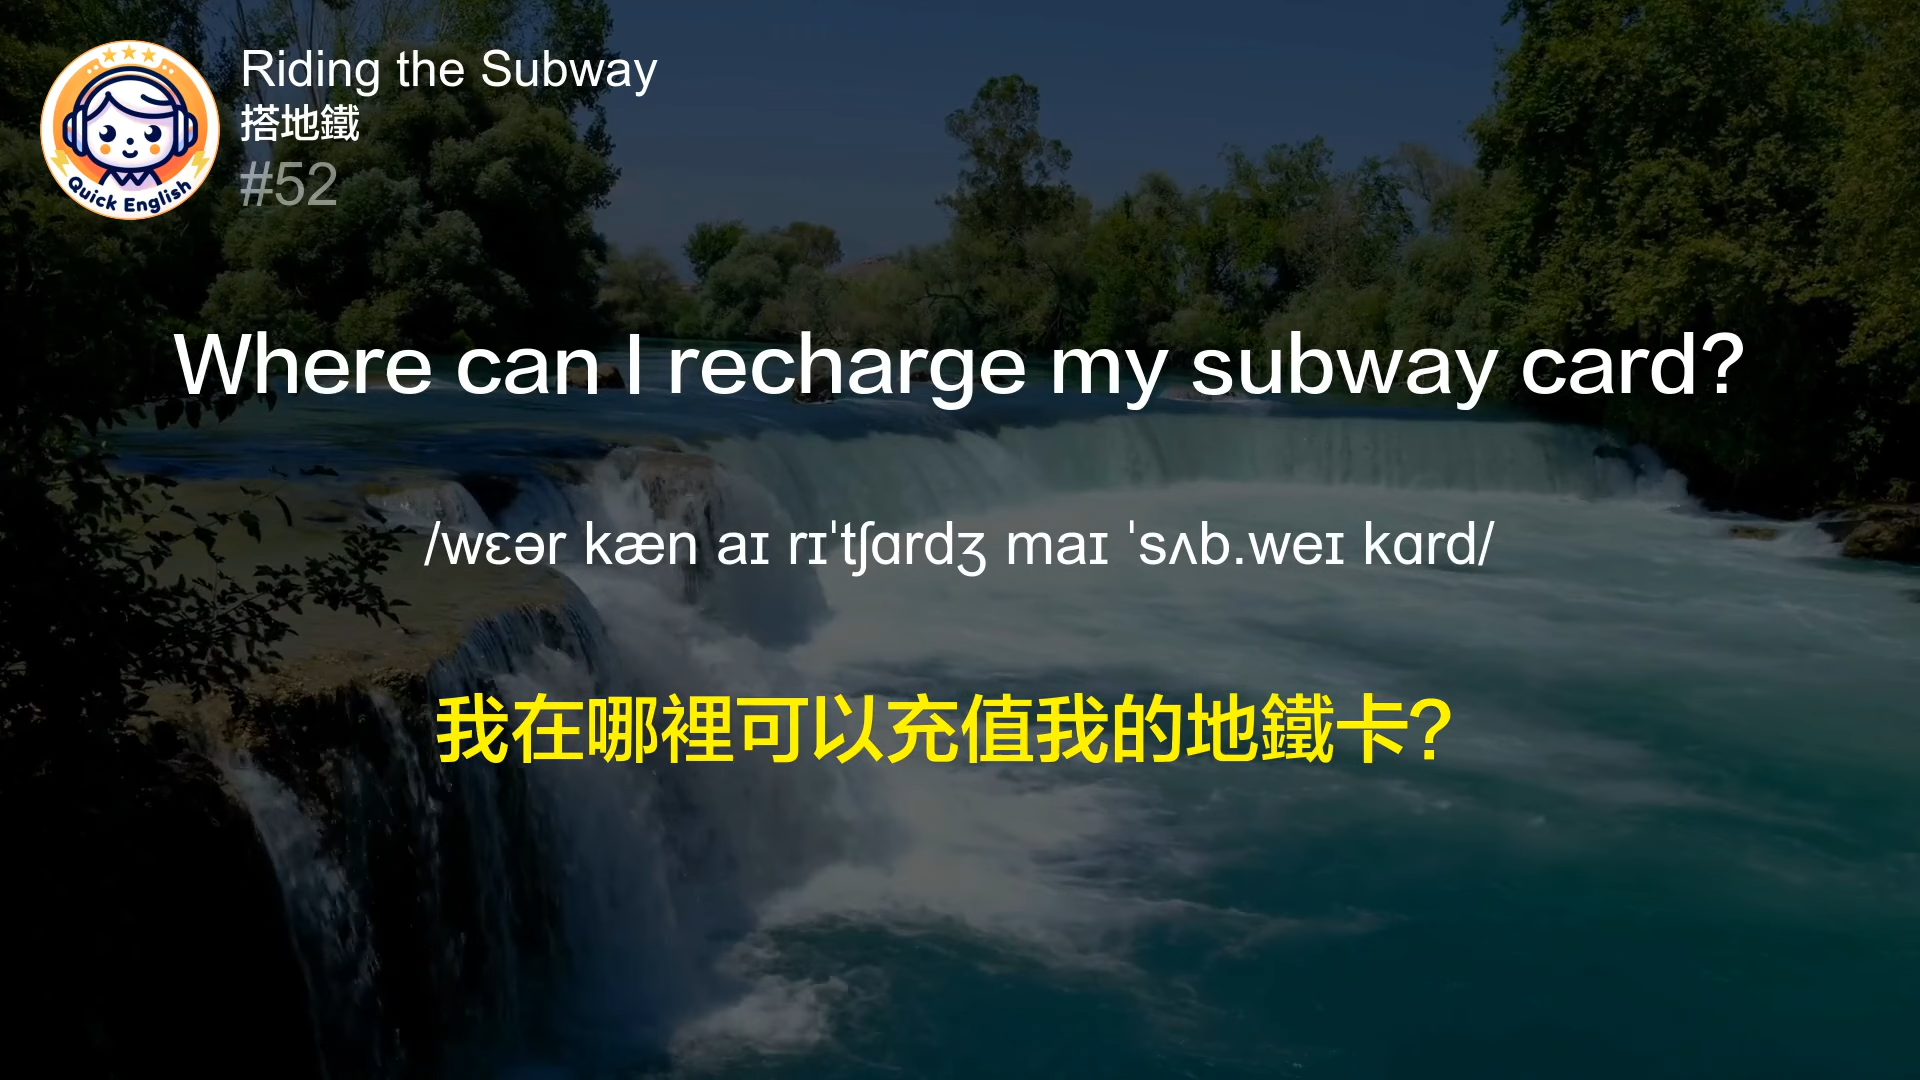 Riding the Subway
搭地鐵
#52
Quick English
Where can I recharge my subway card?
/wɛər kæn aɪ rɪˈtʃɑrdʒ maɪ ˈsʌb.weɪ kɑrd/
我在哪裡可以充值我的地鐵卡?